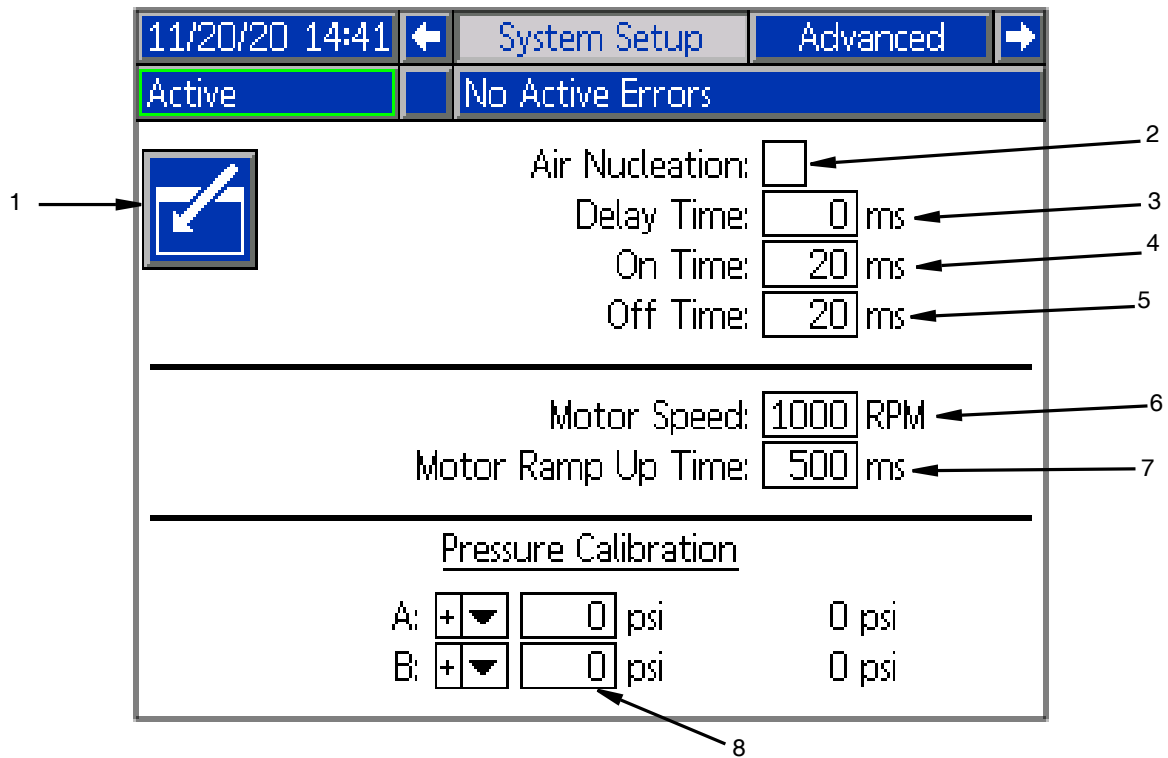 11/20/20 14:41 System Setup Advanced
Active No Active Errors
Air Nucleation: 2
Delay Time: 0 ms 3
On Time: 20 ms 4
1
Off Time: 20 ms 5
Motor Speed: 1000 RPM 6
Motor Ramp Up Time: 500 ms 7
Pressure Calibration
A: + 0 psi 0 psi
B: + 0 psi 0 psi
8